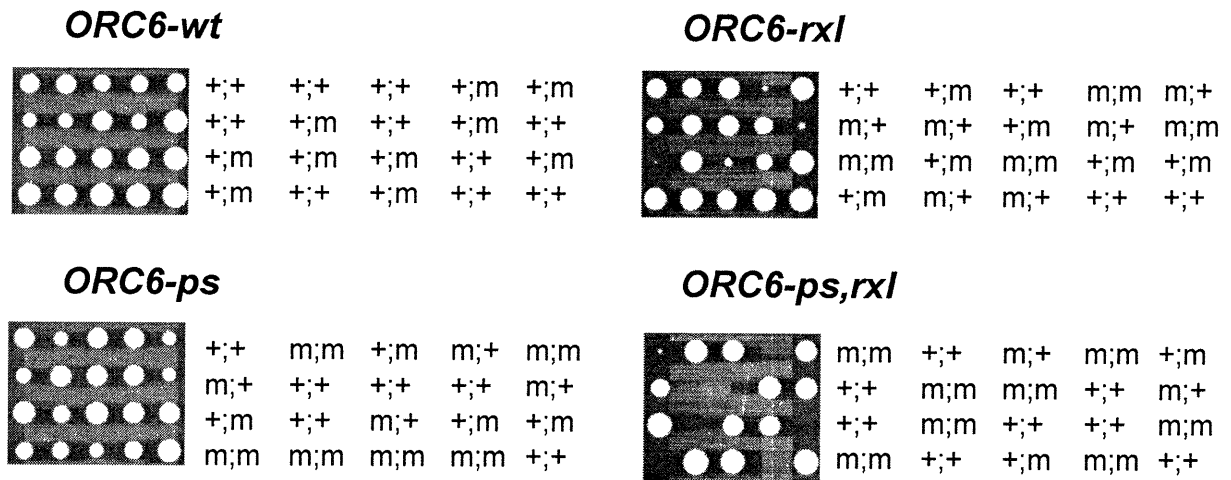 ORC6-wt
+;+ +;+ +;+ +;m +;m
+;+ +;m +;+ +;m +;+
+;m +;m +;m +;+ +;m
+;m +;+ +;m +;+ +;+
ORC6-rxl
+;+ +;m +;+ m;m m;+
m;+ m;+ +;m m;+ m;m
m;m +;m m;m +;m +;m
+;m m;+ m;+ +;+ +;+
ORC6-ps
+;+ m;m +;m m;+ m;m
m;+ +;+ +;+ +;+ m;+
+;m +;+ m;+ +;m +;m
m;m m;m m;m m;m +;+
ORC6-ps,rxl
m;m +;+ m;+ m;m +;m
+;+ m;m m;m +;+ m;+
+;+ m;m +;+ +;+ m;m
m;m +;+ +;m m;m +;+